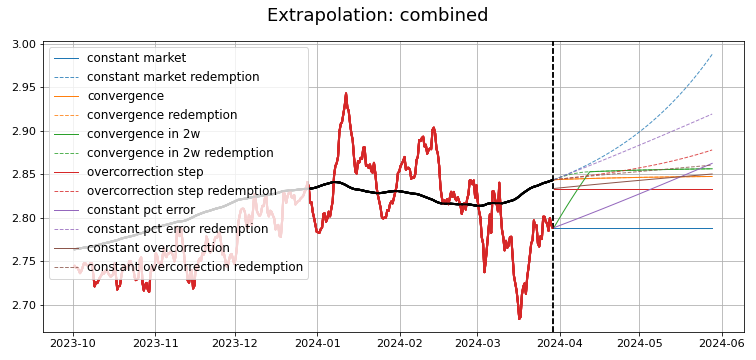 Extrapolation: combined
3.00
2.95
2.90
2.85
2.80
2.75
2.70
constant market
constant market redemption
convergence
convergence redemption
convergence in 2w
convergence in 2w redemption
overcorrection step
overcorrection step redemption
constant pct error
constant pct error redemption
constant overcorrection
constant overcorrection redemption
2023-10 2023-11 2023-12 2024-01 2024-02 2024-03 2024-04 2024-05 2024-06